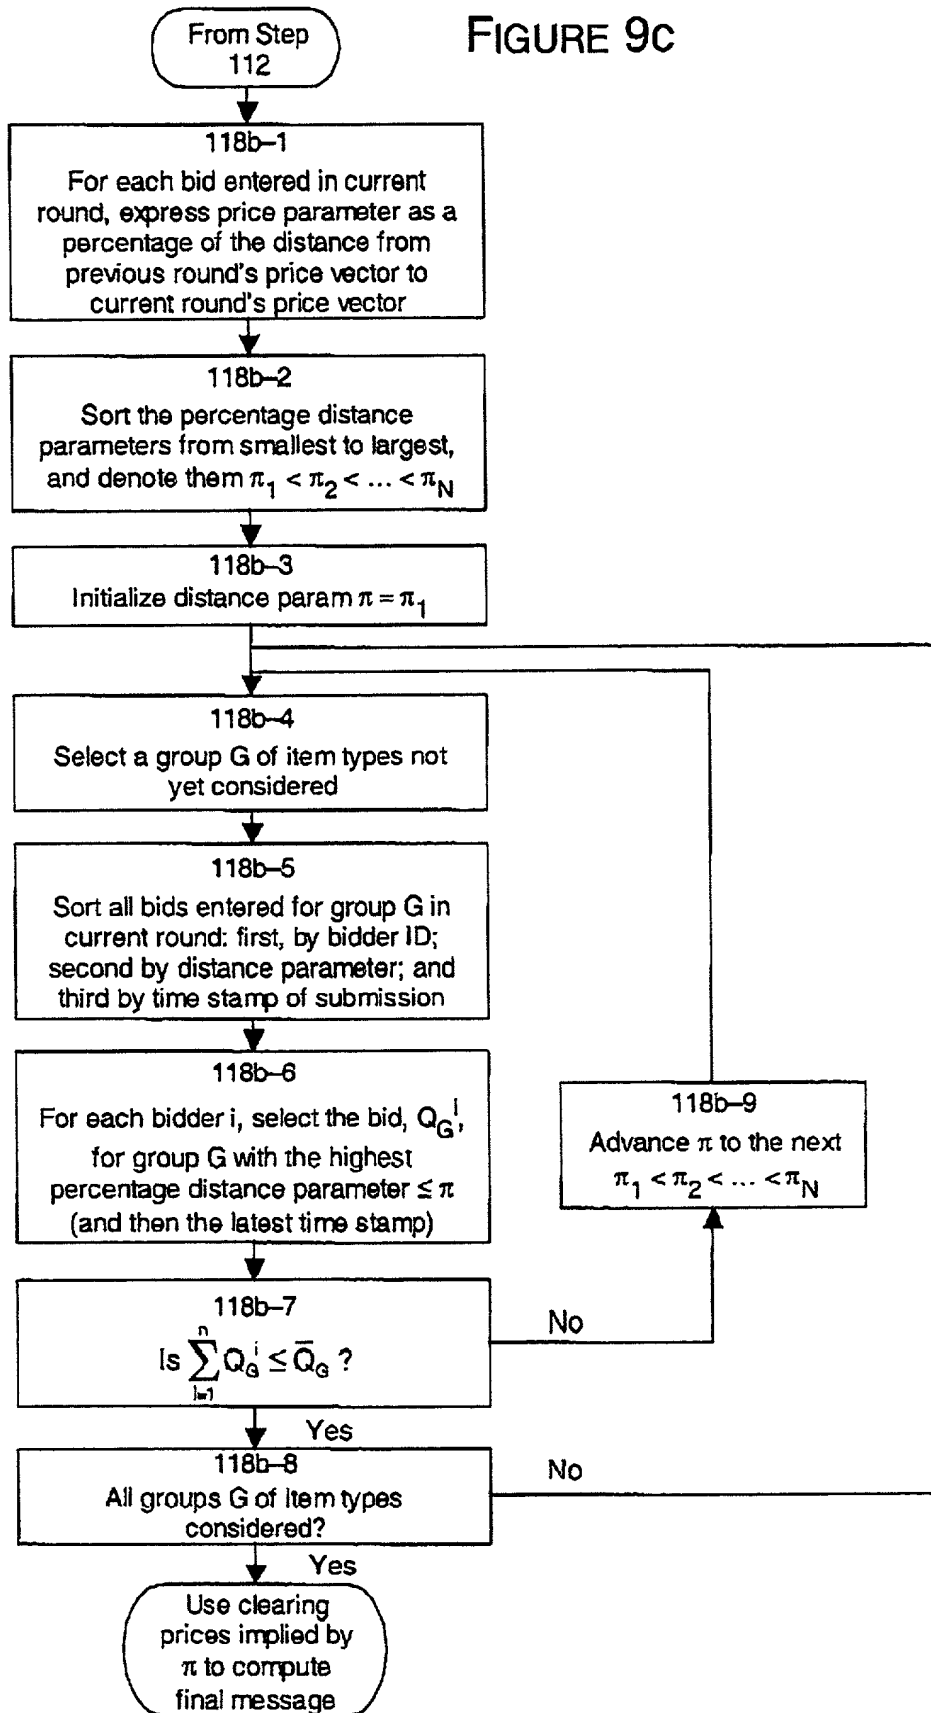 FIGURE 9C
From Step
112
118b-1
For each bid entered in current
round, express price parameter as a
percentage of the distance from
previous round's price vector to
current round's price vector
118b-2
Sort the percentage distance
parameters from smallest to largest,
and denote them π₁ < π₂ < ... < π_N
118b-3
Initialize distance param π = π₁
118b-4
Select a group G of item types not
yet considered
118b-5
Sort all bids entered for group G in
current round: first, by bidder ID;
second by distance parameter; and
third by time stamp of submission
118b-6
For each bidder i, select the bid, Q_G^i,
for group G with the highest
percentage distance parameter ≤ π
(and then the latest time stamp)
118b-9
Advance π to the next
π₁ < π₂ < ... < π_N
118b-7
Is ∑_{i=1}^{n} Q_G^i ≤ Q̄_G ?
No
Yes
118b-8
All groups G of item types
considered?
No
Yes
Use clearing
prices implied by
π to compute
final message